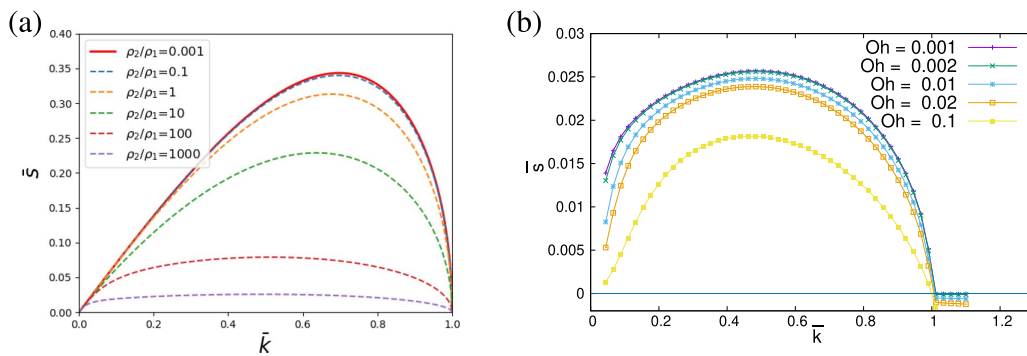 (a)
0.40
0.35
0.30
0.25
0.20
0.15
0.10
0.05
0.00
s̄
ρ₂/ρ₁=0.001
ρ₂/ρ₁=0.1
ρ₂/ρ₁=1
ρ₂/ρ₁=10
ρ₂/ρ₁=100
ρ₂/ρ₁=1000
0.0 0.2 0.4 0.6 0.8 1.0
k̄
(b)
0.03
0.025
0.02
0.015
0.01
0.005
0
s̄
Oh = 0.001
Oh = 0.002
Oh = 0.01
Oh = 0.02
Oh = 0.1
0 0.2 0.4 0.6 0.8 1 1.2
k̄